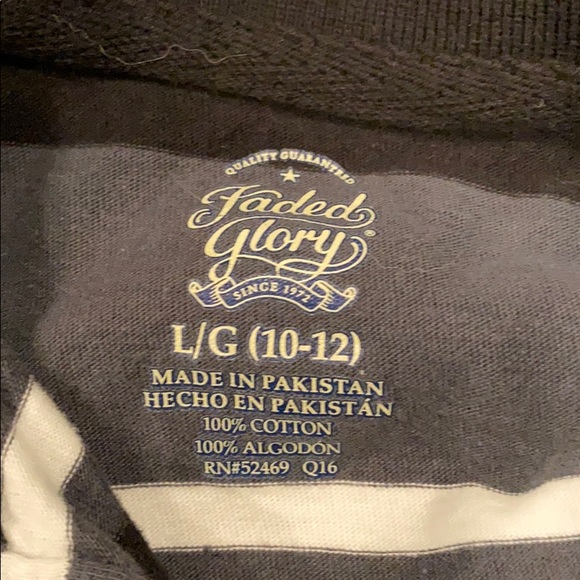 QUALITY GUARANTEED
Faded
Glory®
SINCE 1972
L/G (10-12)
MADE IN PAKISTAN
HECHO EN PAKISTÁN
100% COTTON
100% ALGODÓN
RN#52469 Q16